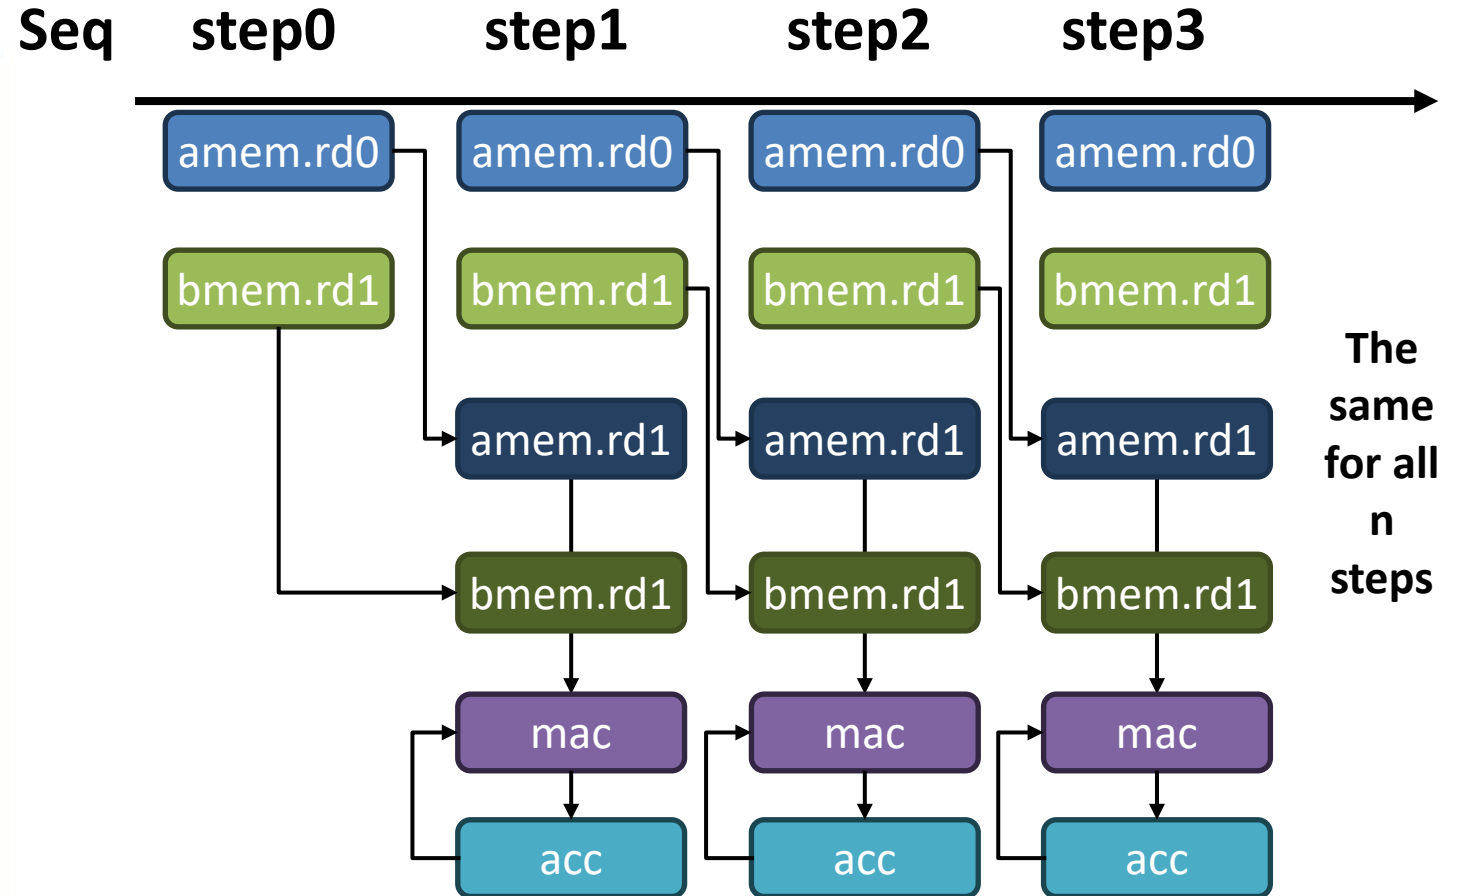 Seq step0 step1 step2 step3
amem.rd0 amem.rd0 amem.rd0 amem.rd0
bmem.rd1 bmem.rd1 bmem.rd1 bmem.rd1
The
same
for all
n
steps
amem.rd1 amem.rd1 amem.rd1
bmem.rd1 bmem.rd1 bmem.rd1
mac mac mac
acc acc acc